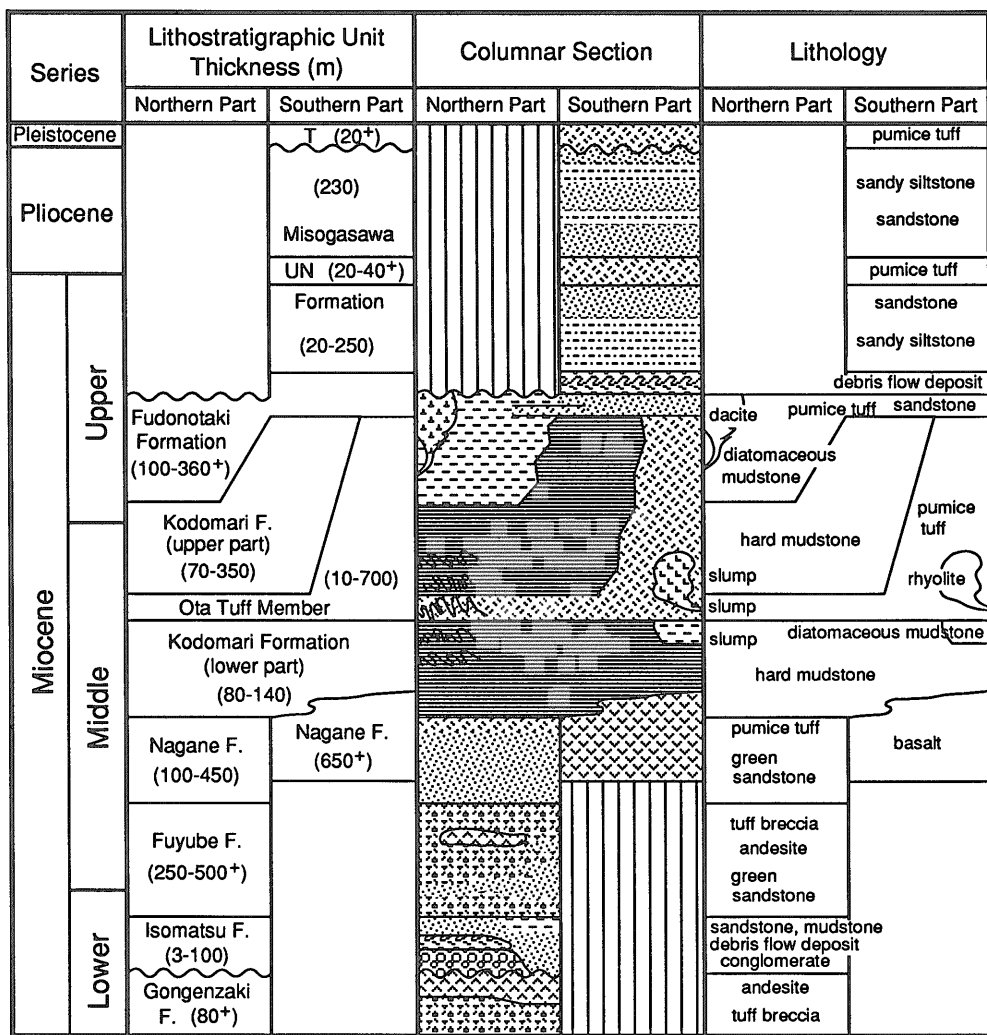 Series
Lithostratigraphic Unit
Thickness (m)
Columnar Section
Lithology
Northern Part
Southern Part
Northern Part
Southern Part
Northern Part
Southern Part
Pleistocene
T (20+)
pumice tuff
Pliocene
(230)
Misogasawa
sandy siltstone
sandstone
UN (20-40+)
pumice tuff
Miocene
Upper
Formation
(20-250)
sandstone
sandy siltstone
debris flow deposit
Fudonotaki
Formation
(100-360+)
dacite
pumice tuff
sandstone
diatomaceous
mudstone
Kodomari F.
(upper part)
(70-350)
(10-700)
hard mudstone
pumice
tuff
slump
rhyolite
Middle
Ota Tuff Member
slump
Kodomari Formation
(lower part)
(80-140)
slump
diatomaceous mudstone
hard mudstone
Nagane F.
(100-450)
Nagane F.
(650+)
pumice tuff
green
sandstone
basalt
Fuyube F.
(250-500+)
tuff breccia
andesite
green
sandstone
Lower
Isomatsu F.
(3-100)
sandstone, mudstone
debris flow deposit
conglomerate
Gongenzaki
F. (80+)
andesite
tuff breccia